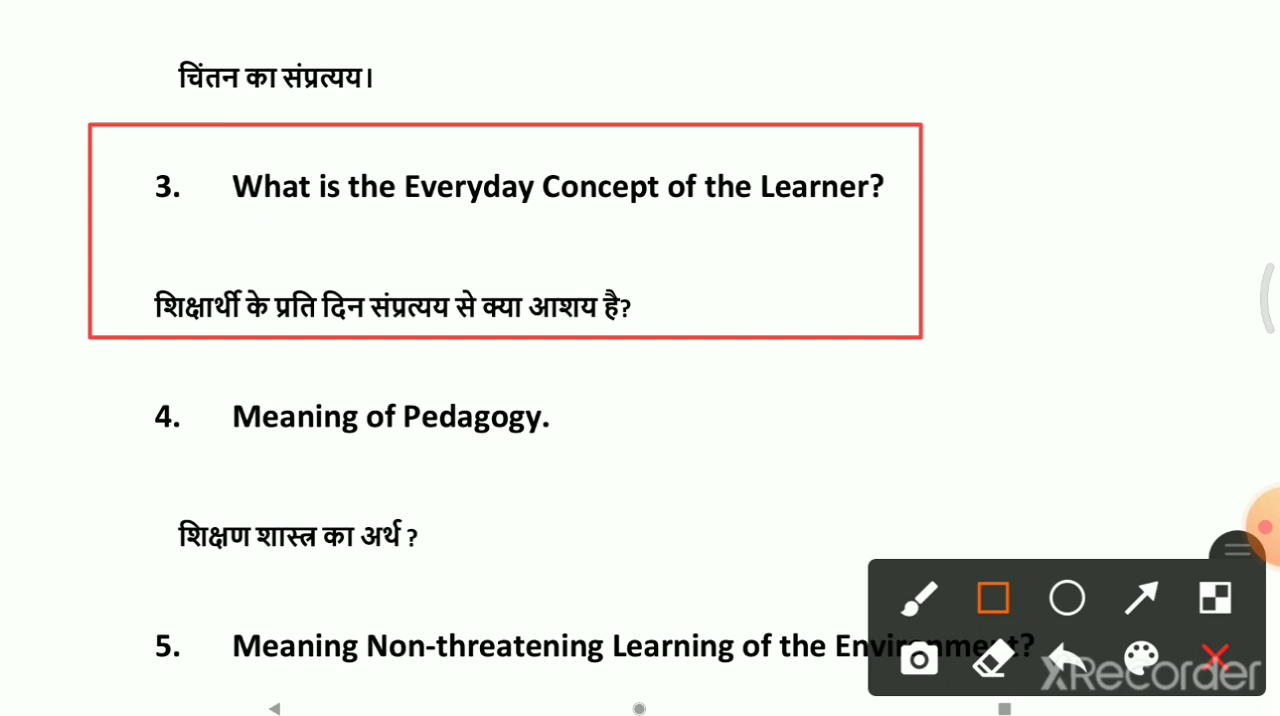 चिंतन का संप्रत्यय।
3. What is the Everyday Concept of the Learner?
शिक्षार्थी के प्रति दिन संप्रत्यय से क्या आशय है?
4. Meaning of Pedagogy.
शिक्षण शास्त्र का अर्थ ?
5. Meaning Non-threatening Learning of the Environment?
XRecorder